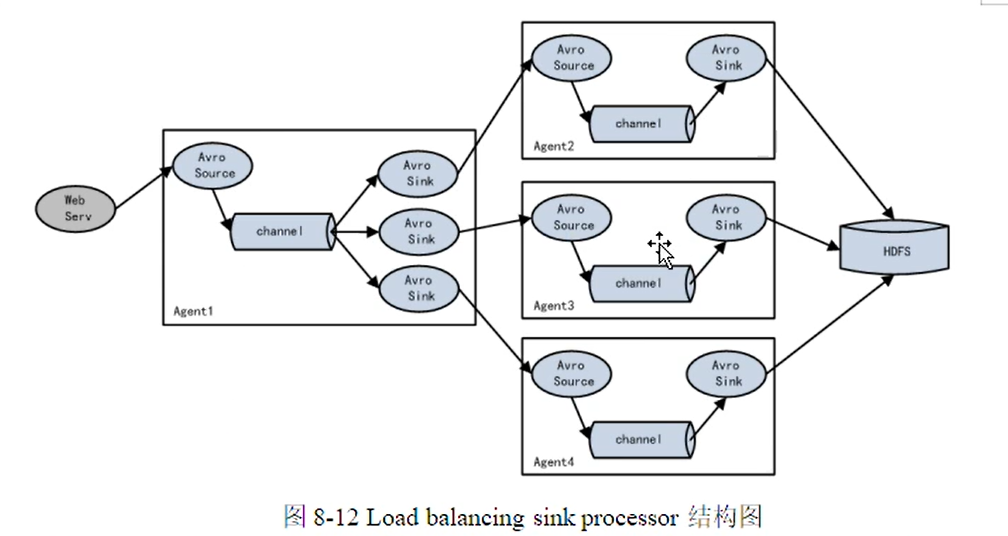 Web
Serv
Avro
Source
channel
Avro
Sink
Avro
Sink
Avro
Sink
Agent1
Avro
Source
channel
Avro
Sink
Agent2
Avro
Source
channel
Avro
Sink
Agent3
Avro
Source
channel
Avro
Sink
Agent4
HDFS
图 8-12 Load balancing sink processor 结构图